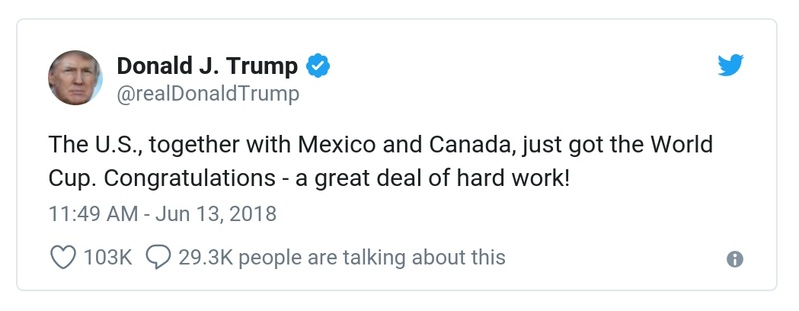 Donald J. Trump
@realDonaldTrump
The U.S., together with Mexico and Canada, just got the World
Cup. Congratulations - a great deal of hard work!
11:49 AM - Jun 13, 2018
103K 29.3K people are talking about this